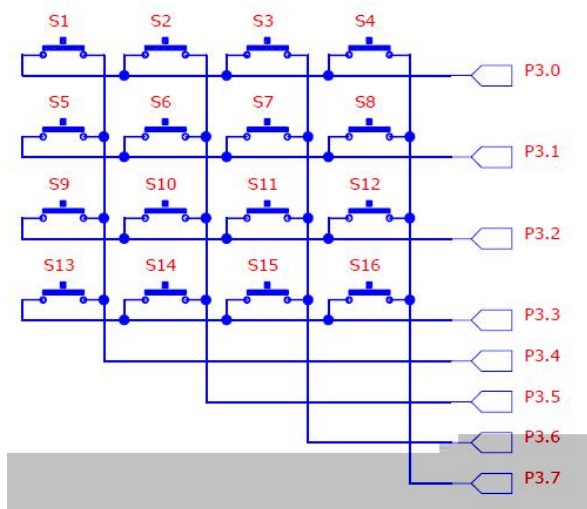 S1 S2 S3 S4
P3.0
S5 S6 S7 S8
P3.1
S9 S10 S11 S12
P3.2
S13 S14 S15 S16
P3.3
P3.4
P3.5
P3.6
P3.7